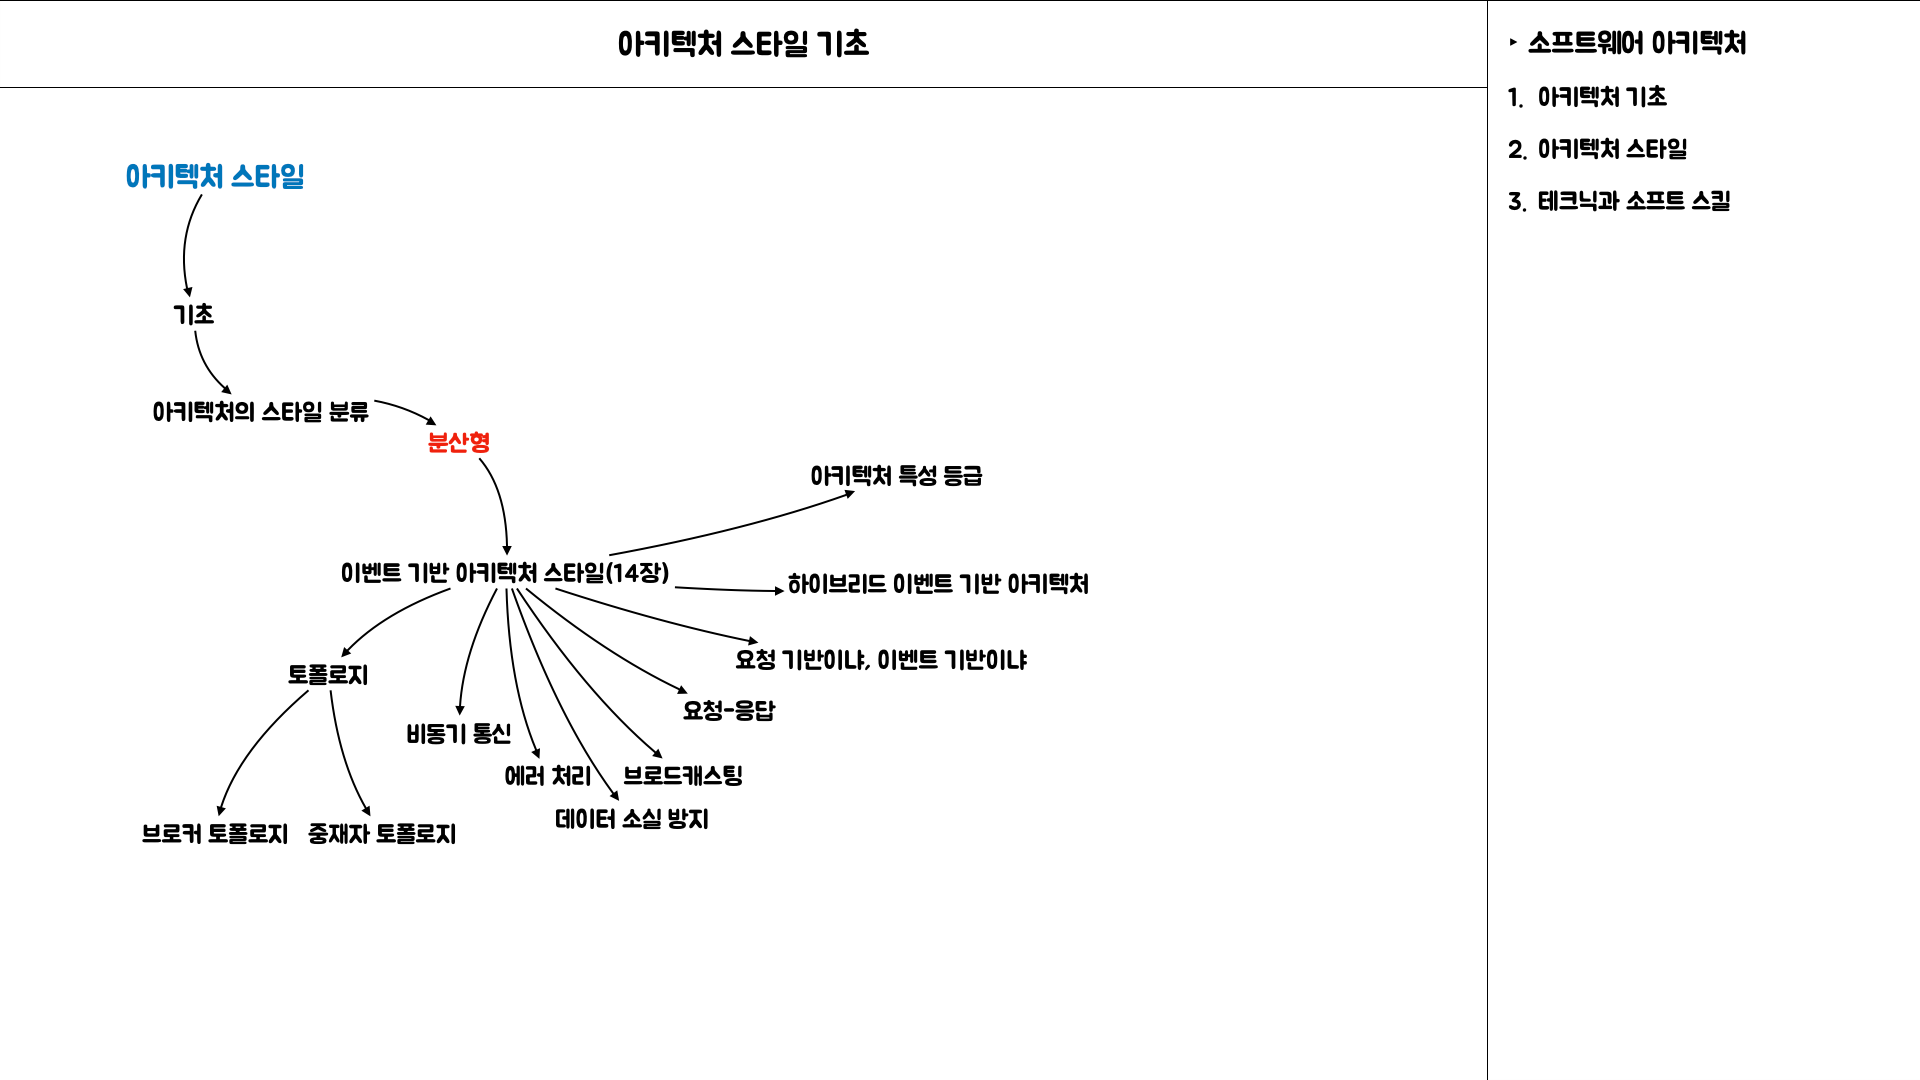 아키텍처 스타일 기초
아키텍처 스타일
기초
아키텍처의 스타일 분류
분산형
아키텍처 특성 등급
이벤트 기반 아키텍처 스타일(14장)
하이브리드 이벤트 기반 아키텍처
요청 기반이냐, 이벤트 기반이냐
토폴로지
요청-응답
비동기 통신
에러 처리
브로드캐스팅
데이터 소실 방지
브로커 토폴로지
중재자 토폴로지
‣ 소프트웨어 아키텍처
1. 아키텍처 기초
2. 아키텍처 스타일
3. 테크닉과 소프트 스킬